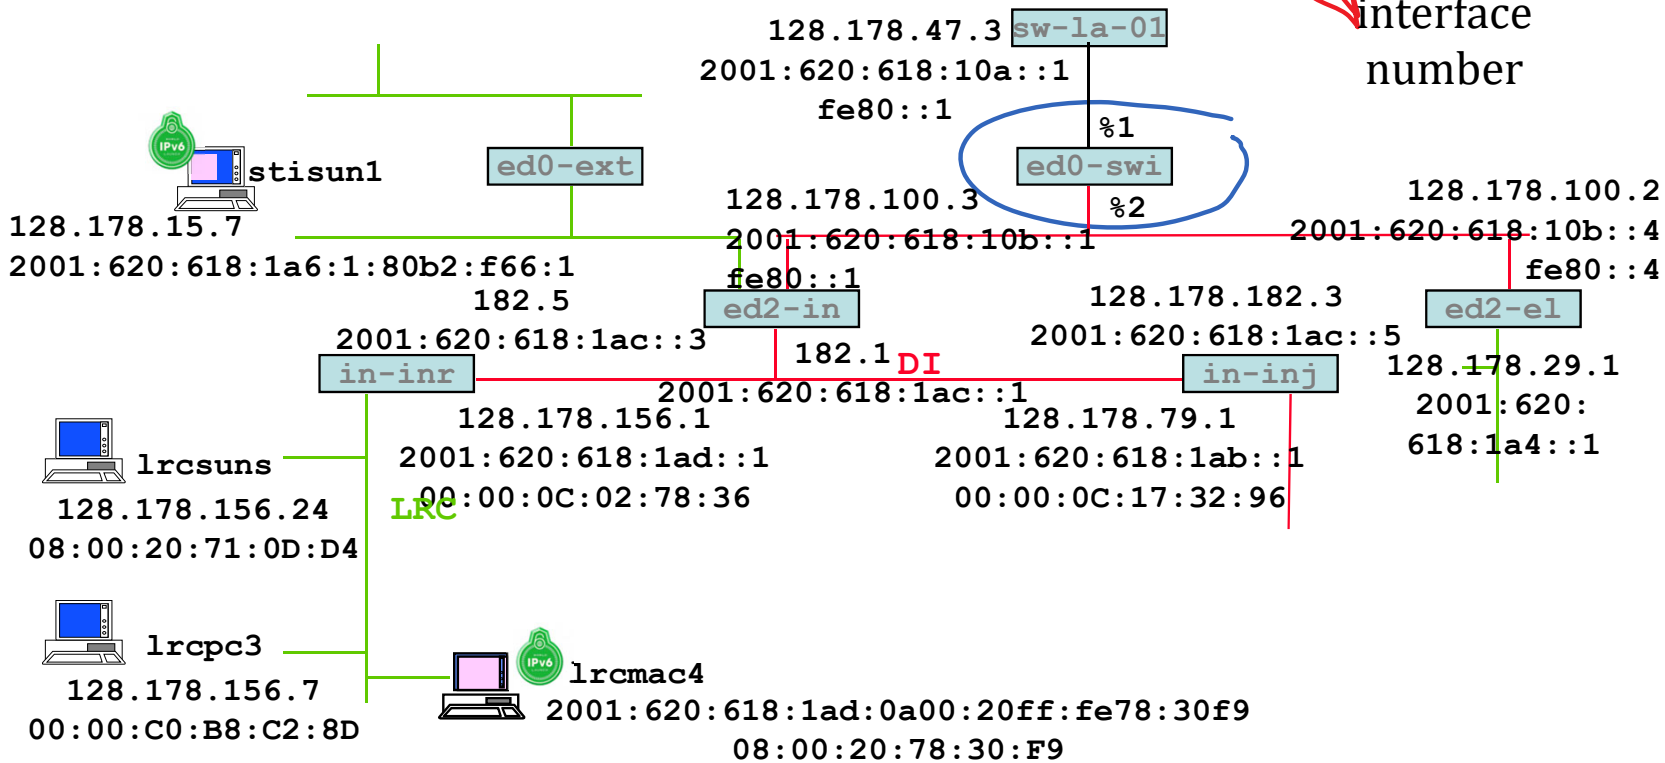 interface
number
128.178.47.3
sw-la-01
2001:620:618:10a::1
fe80::1
%1
IPv6
stisun1
ed0-ext
ed0-swi
128.178.100.3
%2
128.178.100.2
128.178.15.7
2001:620:618:10b::1
2001:620:618:10b::4
2001:620:618:1a6:1:80b2:f66:1
fe80::1
fe80::4
182.5
ed2-in
128.178.182.3
ed2-el
2001:620:618:1ac::3
2001:620:618:1ac::5
in-inr
182.1
DI
in-inj
128.178.29.1
2001:620:618:1ac::1
2001:620:
618:1a4::1
128.178.156.1
128.178.79.1
2001:620:618:1ad::1
2001:620:618:1ab::1
lrcsuns
00:00:0C:02:78:36
00:00:0C:17:32:96
128.178.156.24
LRC
08:00:20:71:0D:D4
lrcpc3
IPv6
lrcmac4
128.178.156.7
2001:620:618:1ad:0a00:20ff:fe78:30f9
00:00:C0:B8:C2:8D
08:00:20:78:30:F9